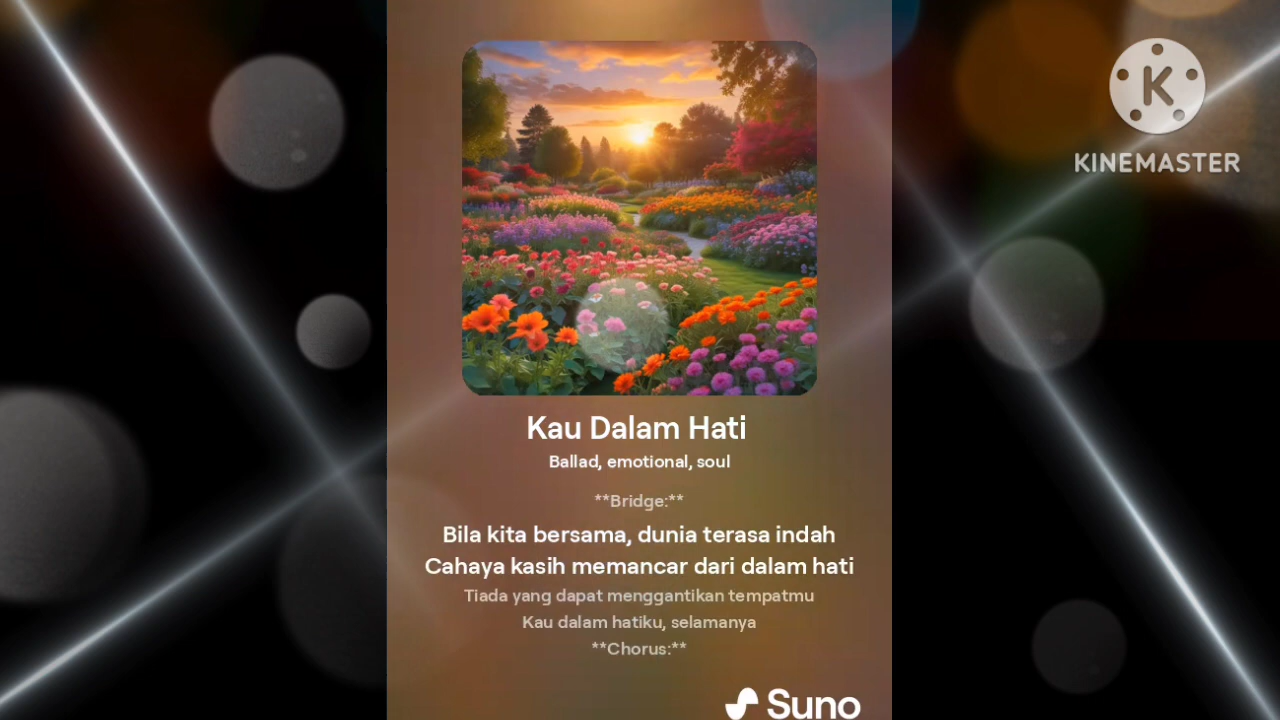 K
KINEMASTER
Kau Dalam Hati
Ballad, emotional, soul
**Bridge:**
Bila kita bersama, dunia terasa indah
Cahaya kasih memancar dari dalam hati
Tiada yang dapat menggantikan tempatmu
Kau dalam hatiku, selamanya
**Chorus:**
Suno